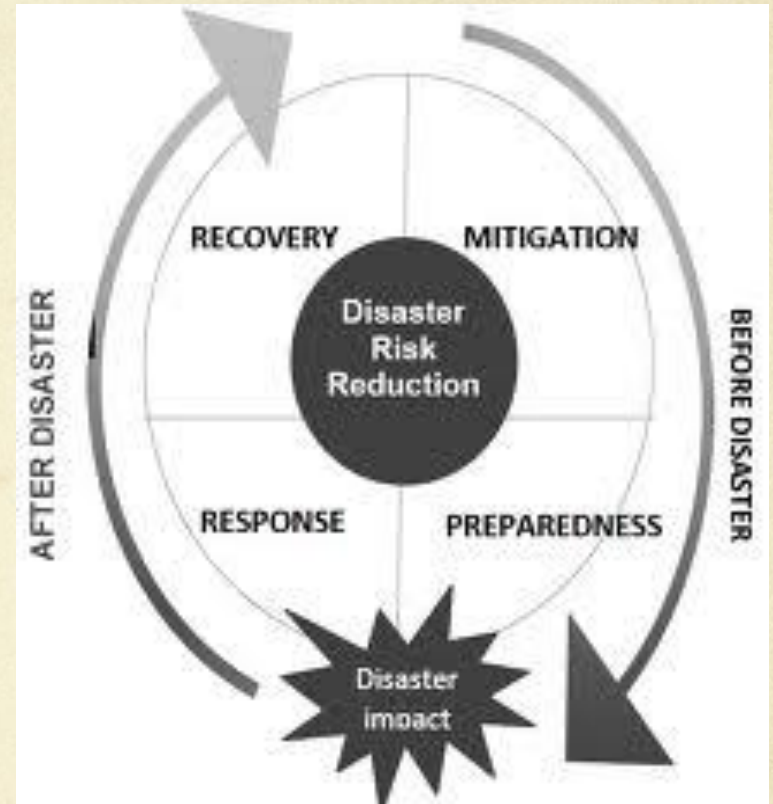 RECOVERY
MITIGATION
Disaster
Risk
Reduction
AFTER DISASTER
BEFORE DISASTER
RESPONSE
PREPAREDNESS
Disaster
impact